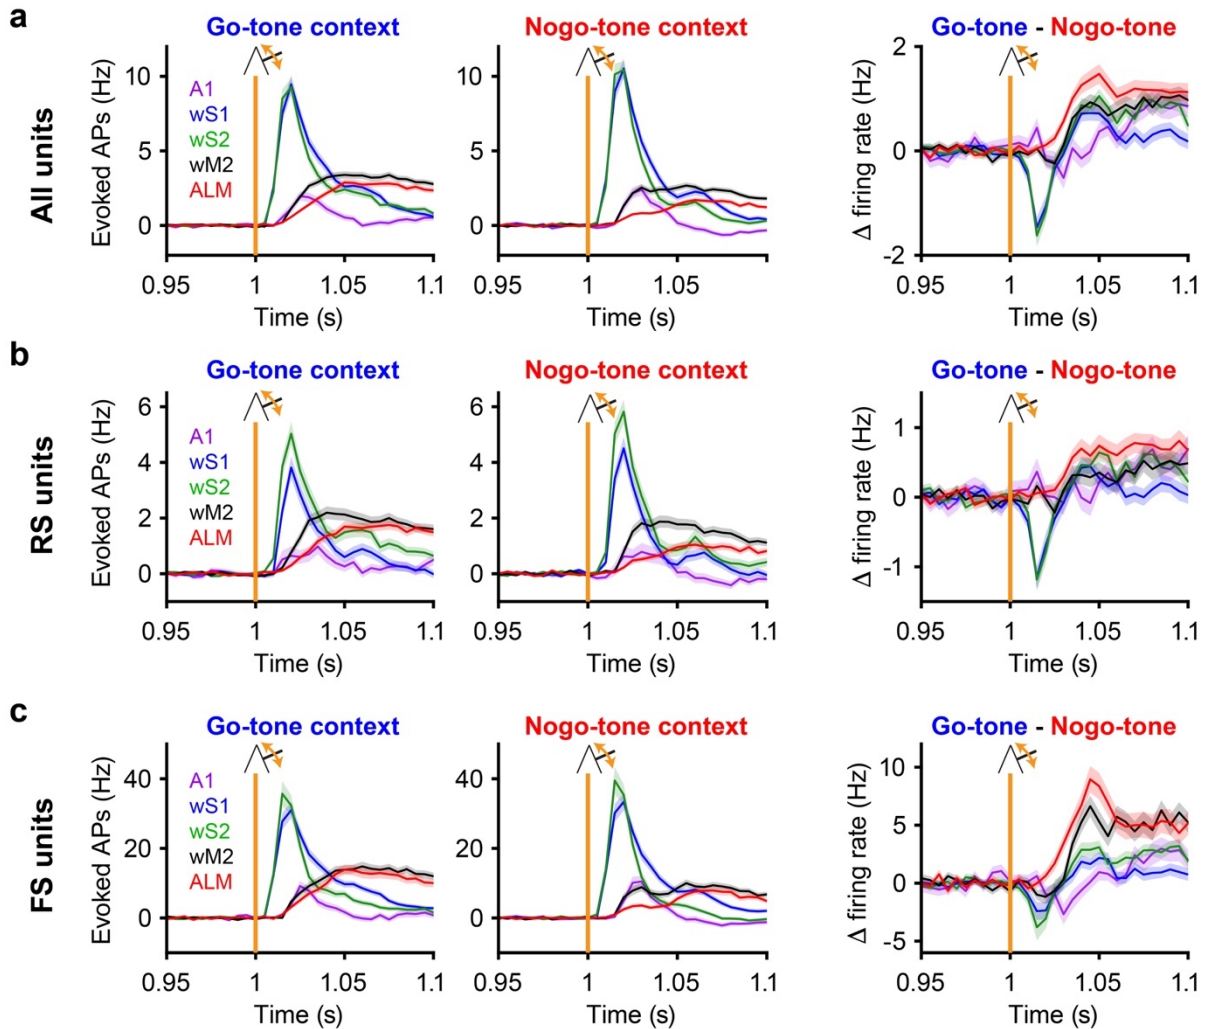 a
Go-tone context
Nogo-tone context
Go-tone - Nogo-tone
All units
Evoked APs (Hz)
10
5
0
A1
wS1
wS2
wM2
ALM
0.95 1 1.05 1.1
Time (s)
10
5
0
0.95 1 1.05
Time (s)
Δ firing rate (Hz)
2
0
-2
0.95 1 1.05 1.1
Time (s)
b
Go-tone context
Nogo-tone context
Go-tone - Nogo-tone
RS units
Evoked APs (Hz)
6
4
2
0
A1
wS1
wS2
wM2
ALM
0.95 1 1.05 1.1
Time (s)
6
4
2
0
0.95 1 1.05 1.1
Time (s)
Δ firing rate (Hz)
1
0
-1
0.95 1 1.05 1.1
Time (s)
c
Go-tone context
Nogo-tone context
Go-tone - Nogo-tone
FS units
Evoked APs (Hz)
40
20
0
A1
wS1
wS2
wM2
ALM
0.95 1 1.05 1.1
Time (s)
40
20
0
0.95 1 1.05 1.1
Time (s)
Δ firing rate (Hz)
10
5
0
-5
0.95 1 1.05 1.1
Time (s)